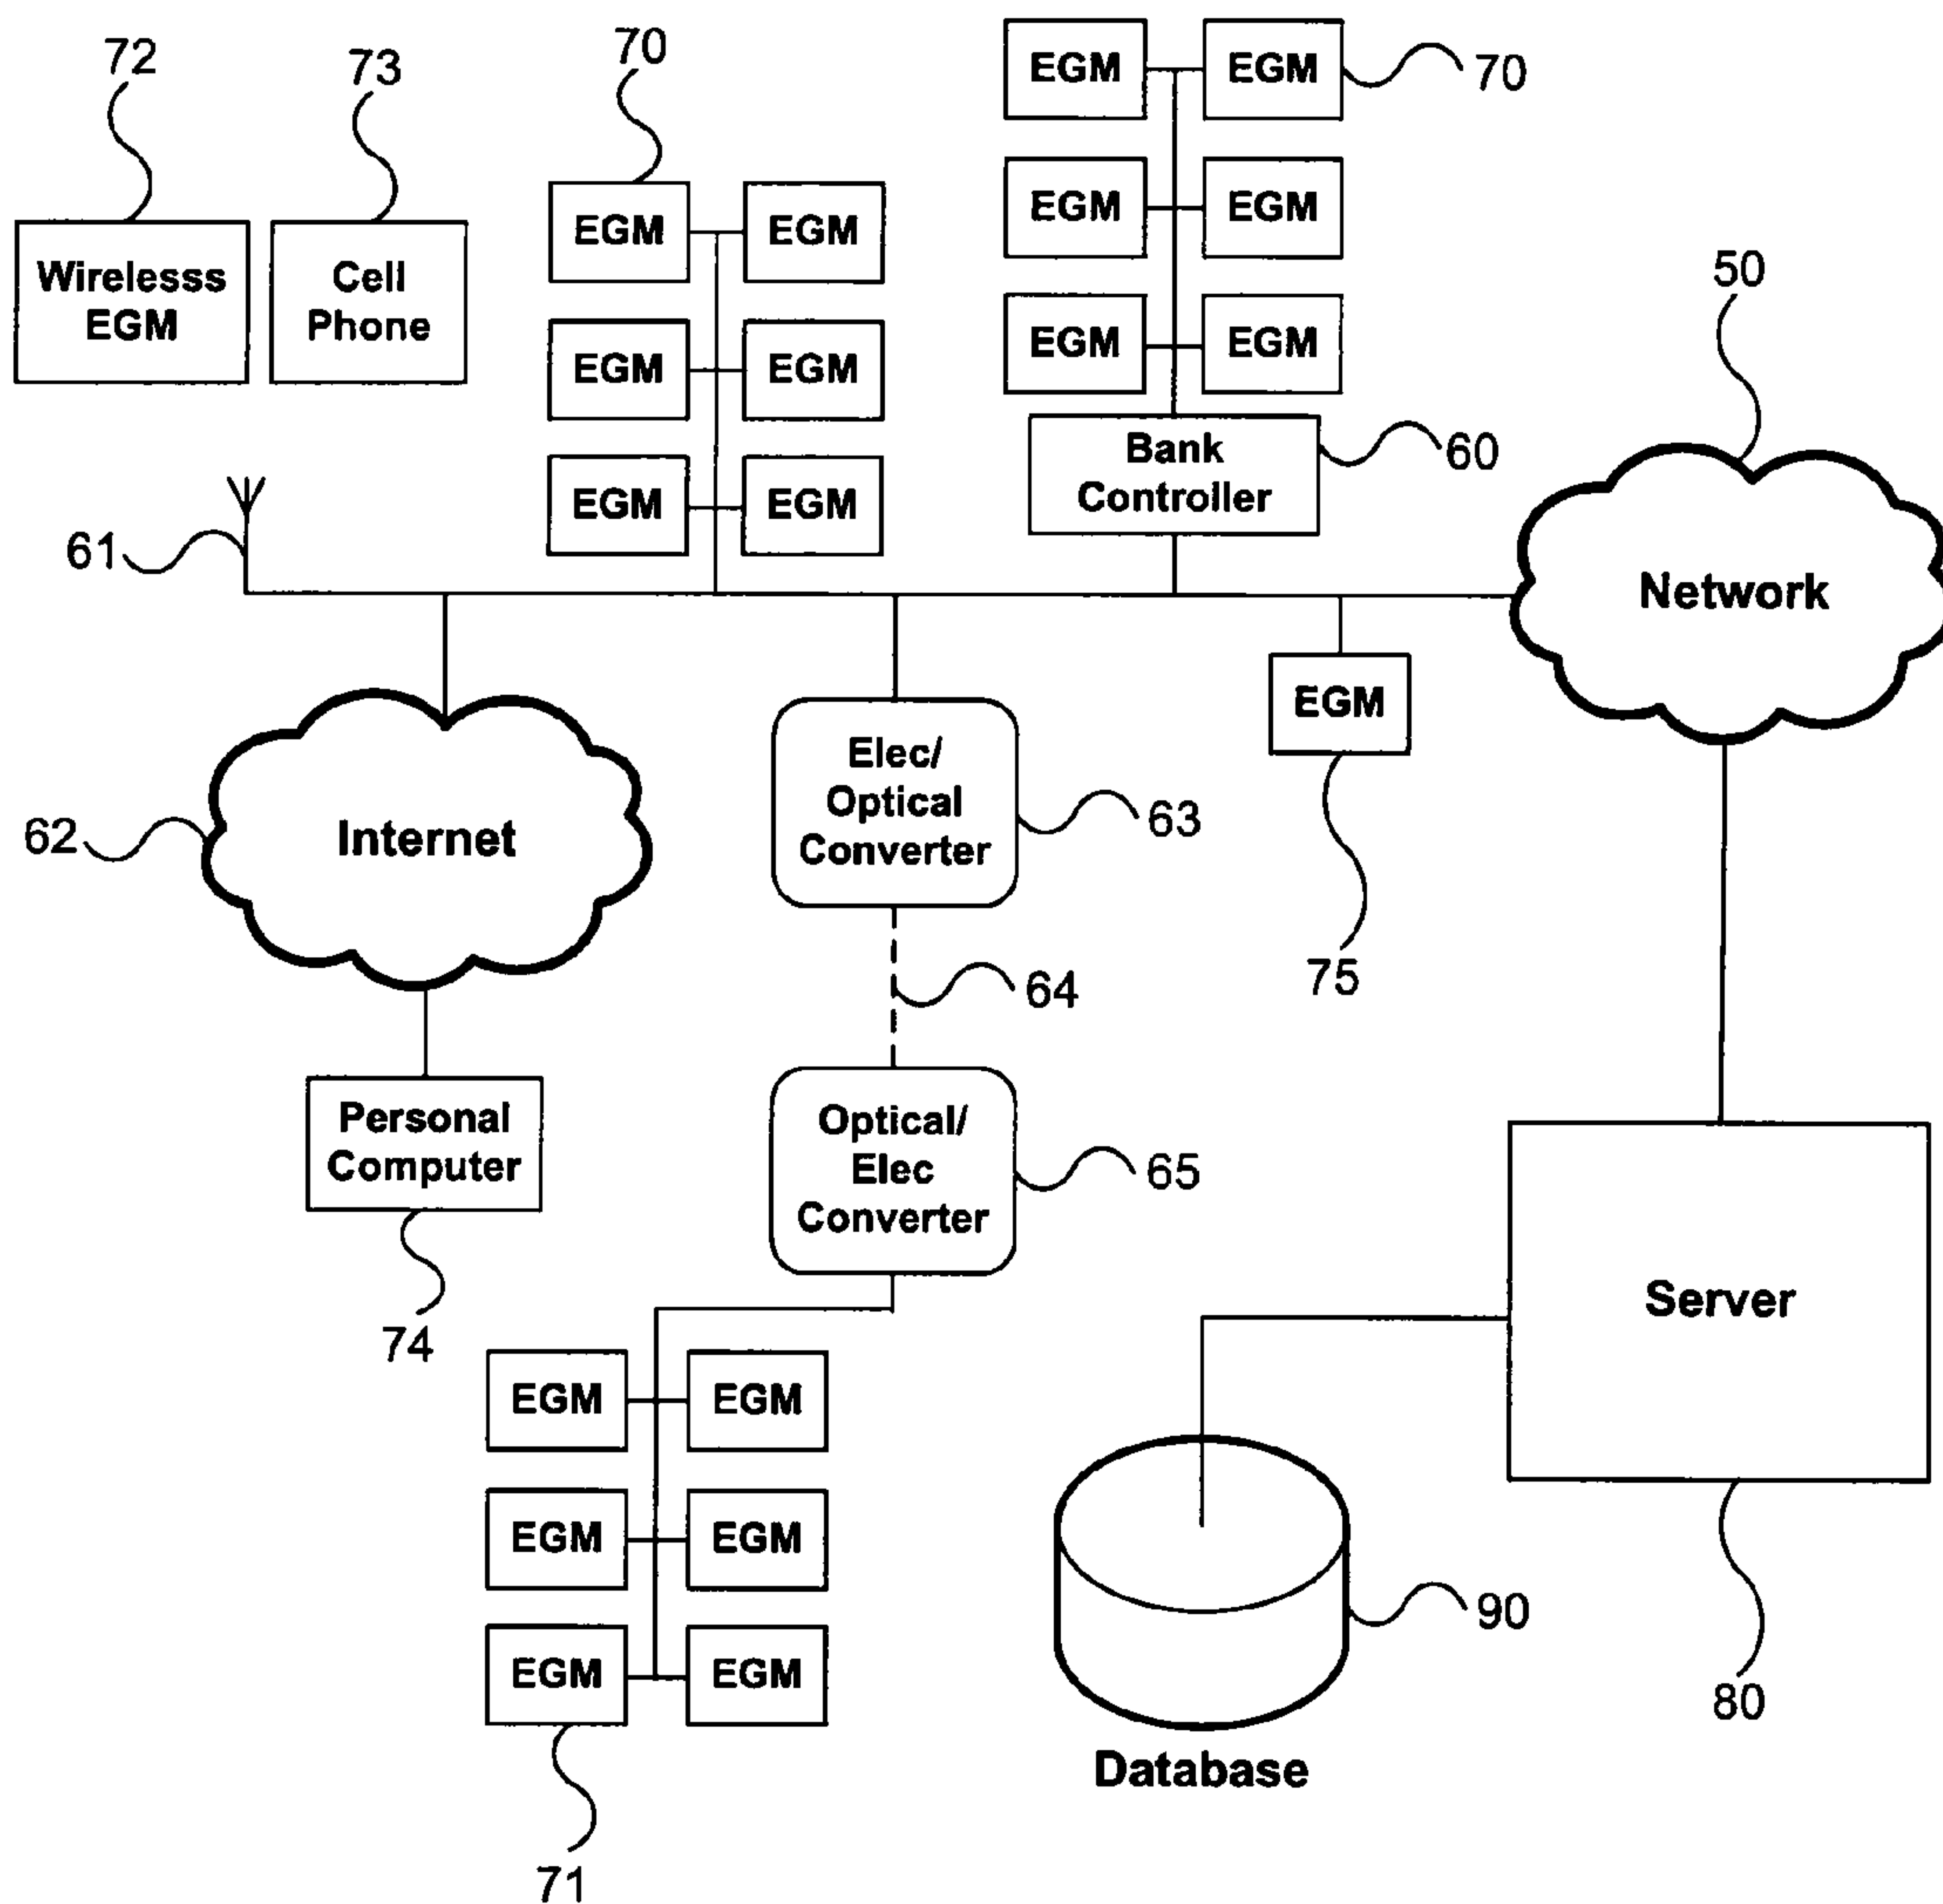 72
73
70
EGM
EGM
70
Wirelesss
EGM
Cell
Phone
EGM
EGM
EGM
EGM
EGM
EGM
EGM
EGM
EGM
EGM
50
Bank
Controller
60
61
Network
EGM
75
62
Internet
Elec/
Optical
Converter
63
64
Personal
Computer
74
Optical/
Elec
Converter
65
Server
80
EGM
EGM
EGM
EGM
EGM
EGM
71
90
Database